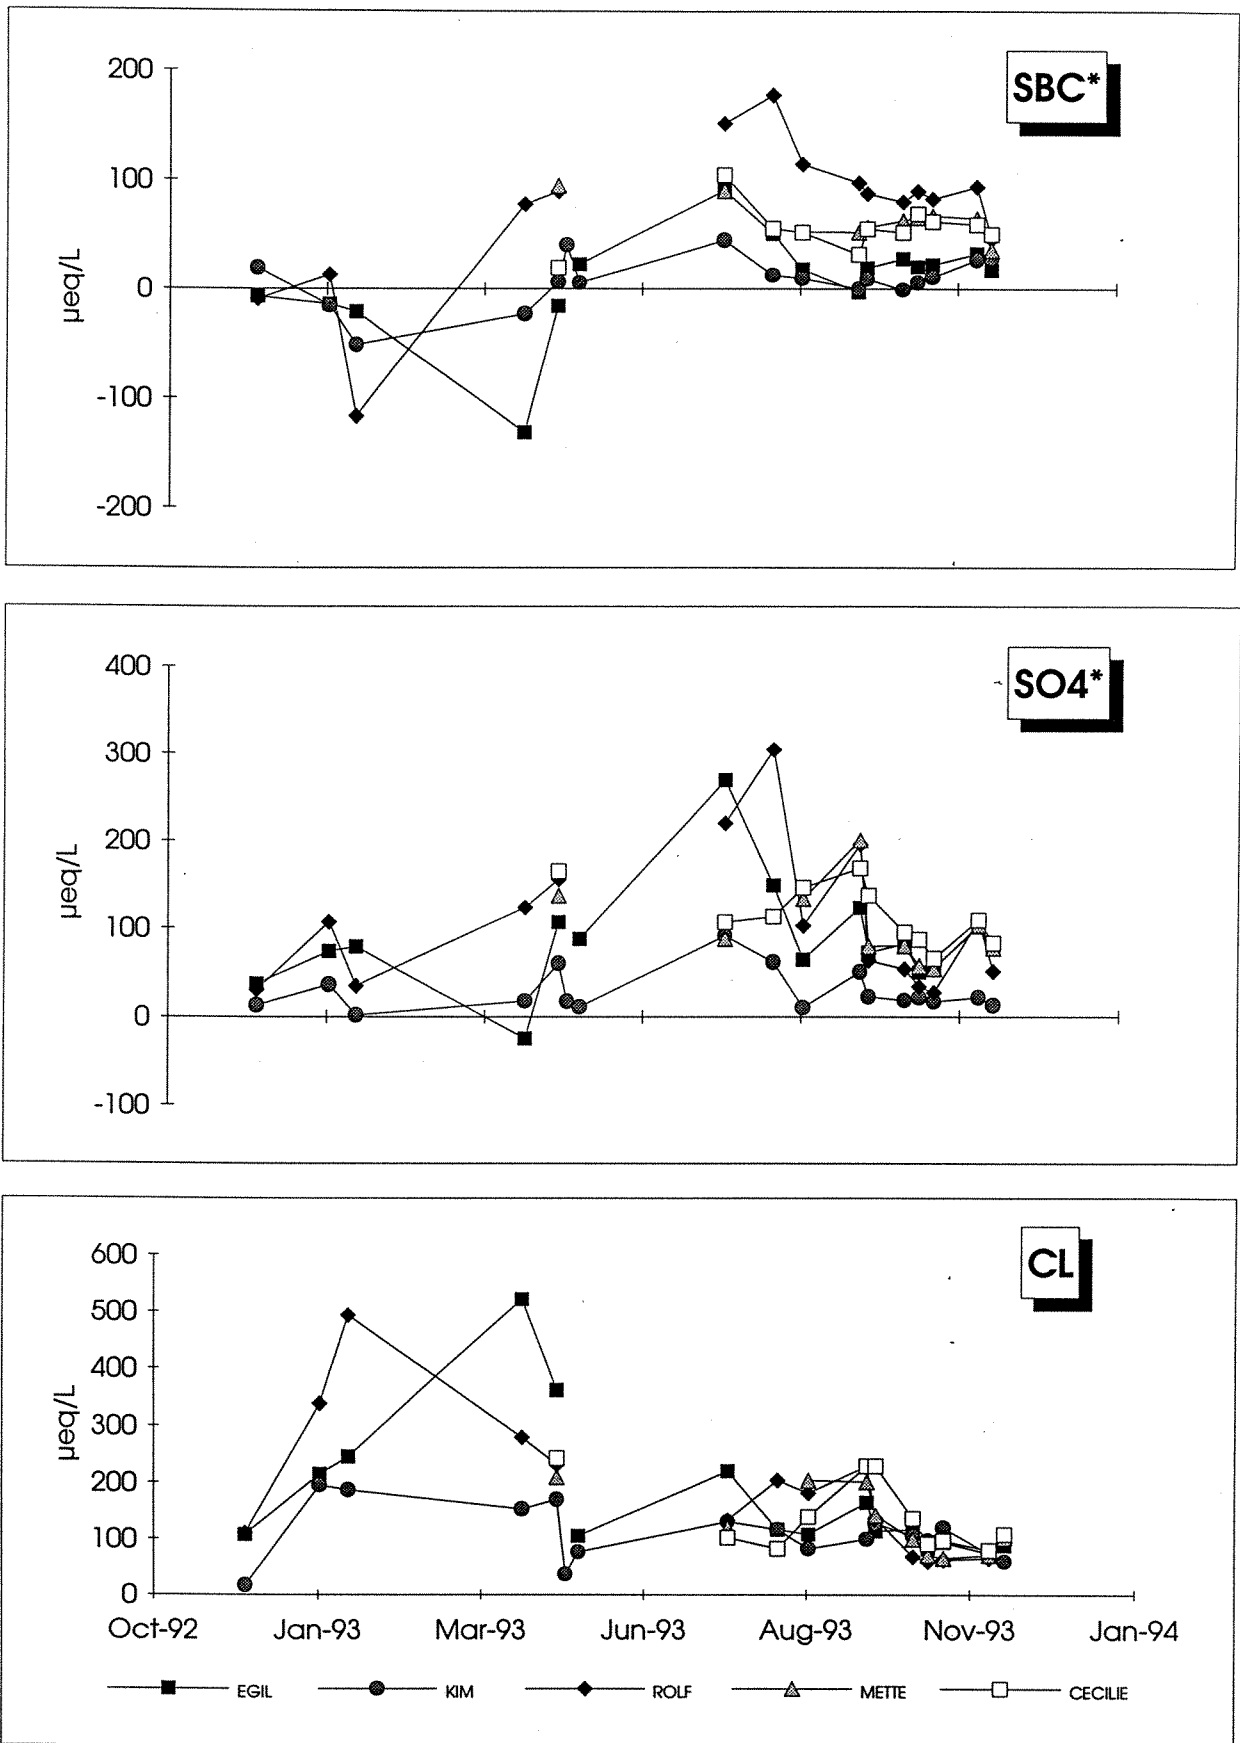 SBC*
200
100
0
-100
-200
µeq/L
SO4*
400
300
200
100
0
-100
µeq/L
CL
600
500
400
300
200
100
0
µeq/L
Oct-92 Jan-93 Mar-93 Jun-93 Aug-93 Nov-93 Jan-94
EGIL KIM ROLF METTE CECILIE